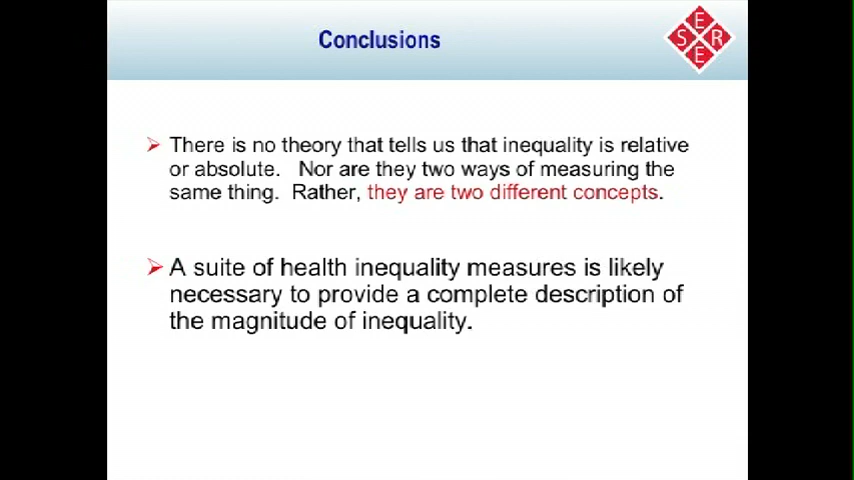 Conclusions
E
S R
E
There is no theory that tells us that inequality is relative
or absolute. Nor are they two ways of measuring the
same thing. Rather, they are two different concepts.
A suite of health inequality measures is likely
necessary to provide a complete description of
the magnitude of inequality.